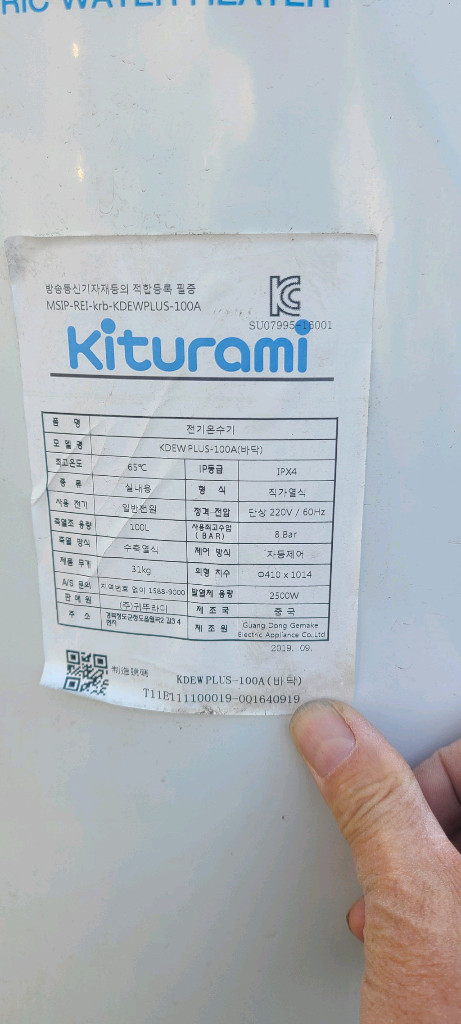 RIC WATER HEATER
방송통신기자재등의 적합등록 필증
MSIP-REI-krb-KDEWPLUS-100A
SU07995-16001
Kiturami
품 명 전기온수기
모 델 명 KDEW PLUS-100A(바닥)
최고온도 65℃ IP등급 IPX4
종 류 실내용 형 식 직가열식
사용 전기 일반전원 정격 전압 단상 220V / 60Hz
축열조 용량 100L 사용최고수압 (BAR) 8 Bar
축열 방식 수축열식 제어 방식 자동제어
제품 무게 31kg 외형 치수 Φ410 x 1014
A/S 문의 지역번호 없이 1588-9000 발열체 용량 2500W
판 매 원 (주)귀뚜라미 제 조 국 중 국
주 소 제 조 원 Guang Dong Gemake Electric Appliance Co.Ltd
2019. 09.
KDEW PLUS-100A(바닥)
T11E111100019-001640919